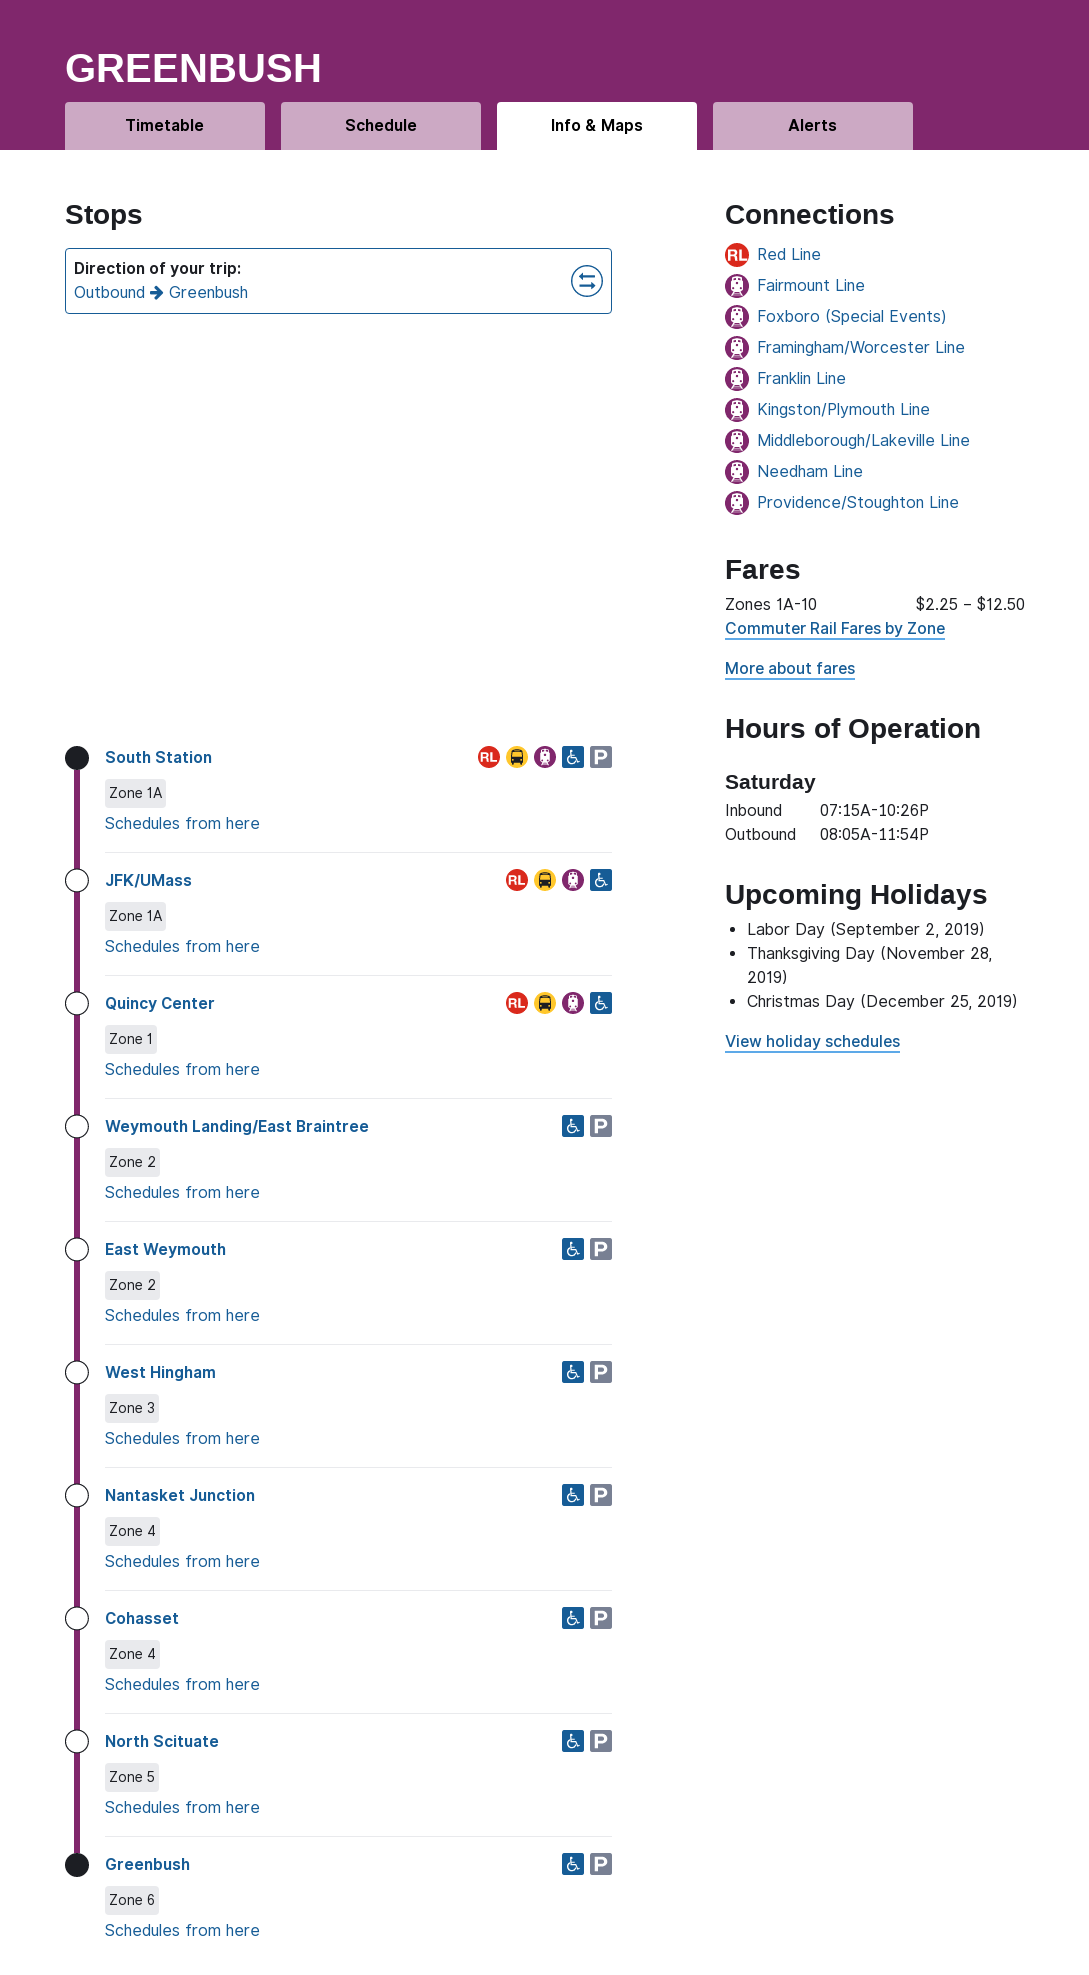 GREENBUSH
Timetable
Schedule
Info & Maps
Alerts
Stops
Direction of your trip:
Outbound Greenbush
South Station
RL
P
Zone 1A
Schedules from here
JFK/UMass
RL
Zone 1A
Schedules from here
Quincy Center
RL
Zone 1
Schedules from here
Weymouth Landing/East Braintree
P
Zone 2
Schedules from here
East Weymouth
P
Zone 2
Schedules from here
West Hingham
P
Zone 3
Schedules from here
Nantasket Junction
P
Zone 4
Schedules from here
Cohasset
P
Zone 4
Schedules from here
North Scituate
P
Zone 5
Schedules from here
Greenbush
P
Zone 6
Schedules from here
Connections
RL Red Line
Fairmount Line
Foxboro (Special Events)
Framingham/Worcester Line
Franklin Line
Kingston/Plymouth Line
Middleborough/Lakeville Line
Needham Line
Providence/Stoughton Line
Fares
Zones 1A-10 $2.25 – $12.50
Commuter Rail Fares by Zone
More about fares
Hours of Operation
Saturday
Inbound 07:15A-10:26P
Outbound 08:05A-11:54P
Upcoming Holidays
• Labor Day (September 2, 2019)
• Thanksgiving Day (November 28,
2019)
• Christmas Day (December 25, 2019)
View holiday schedules